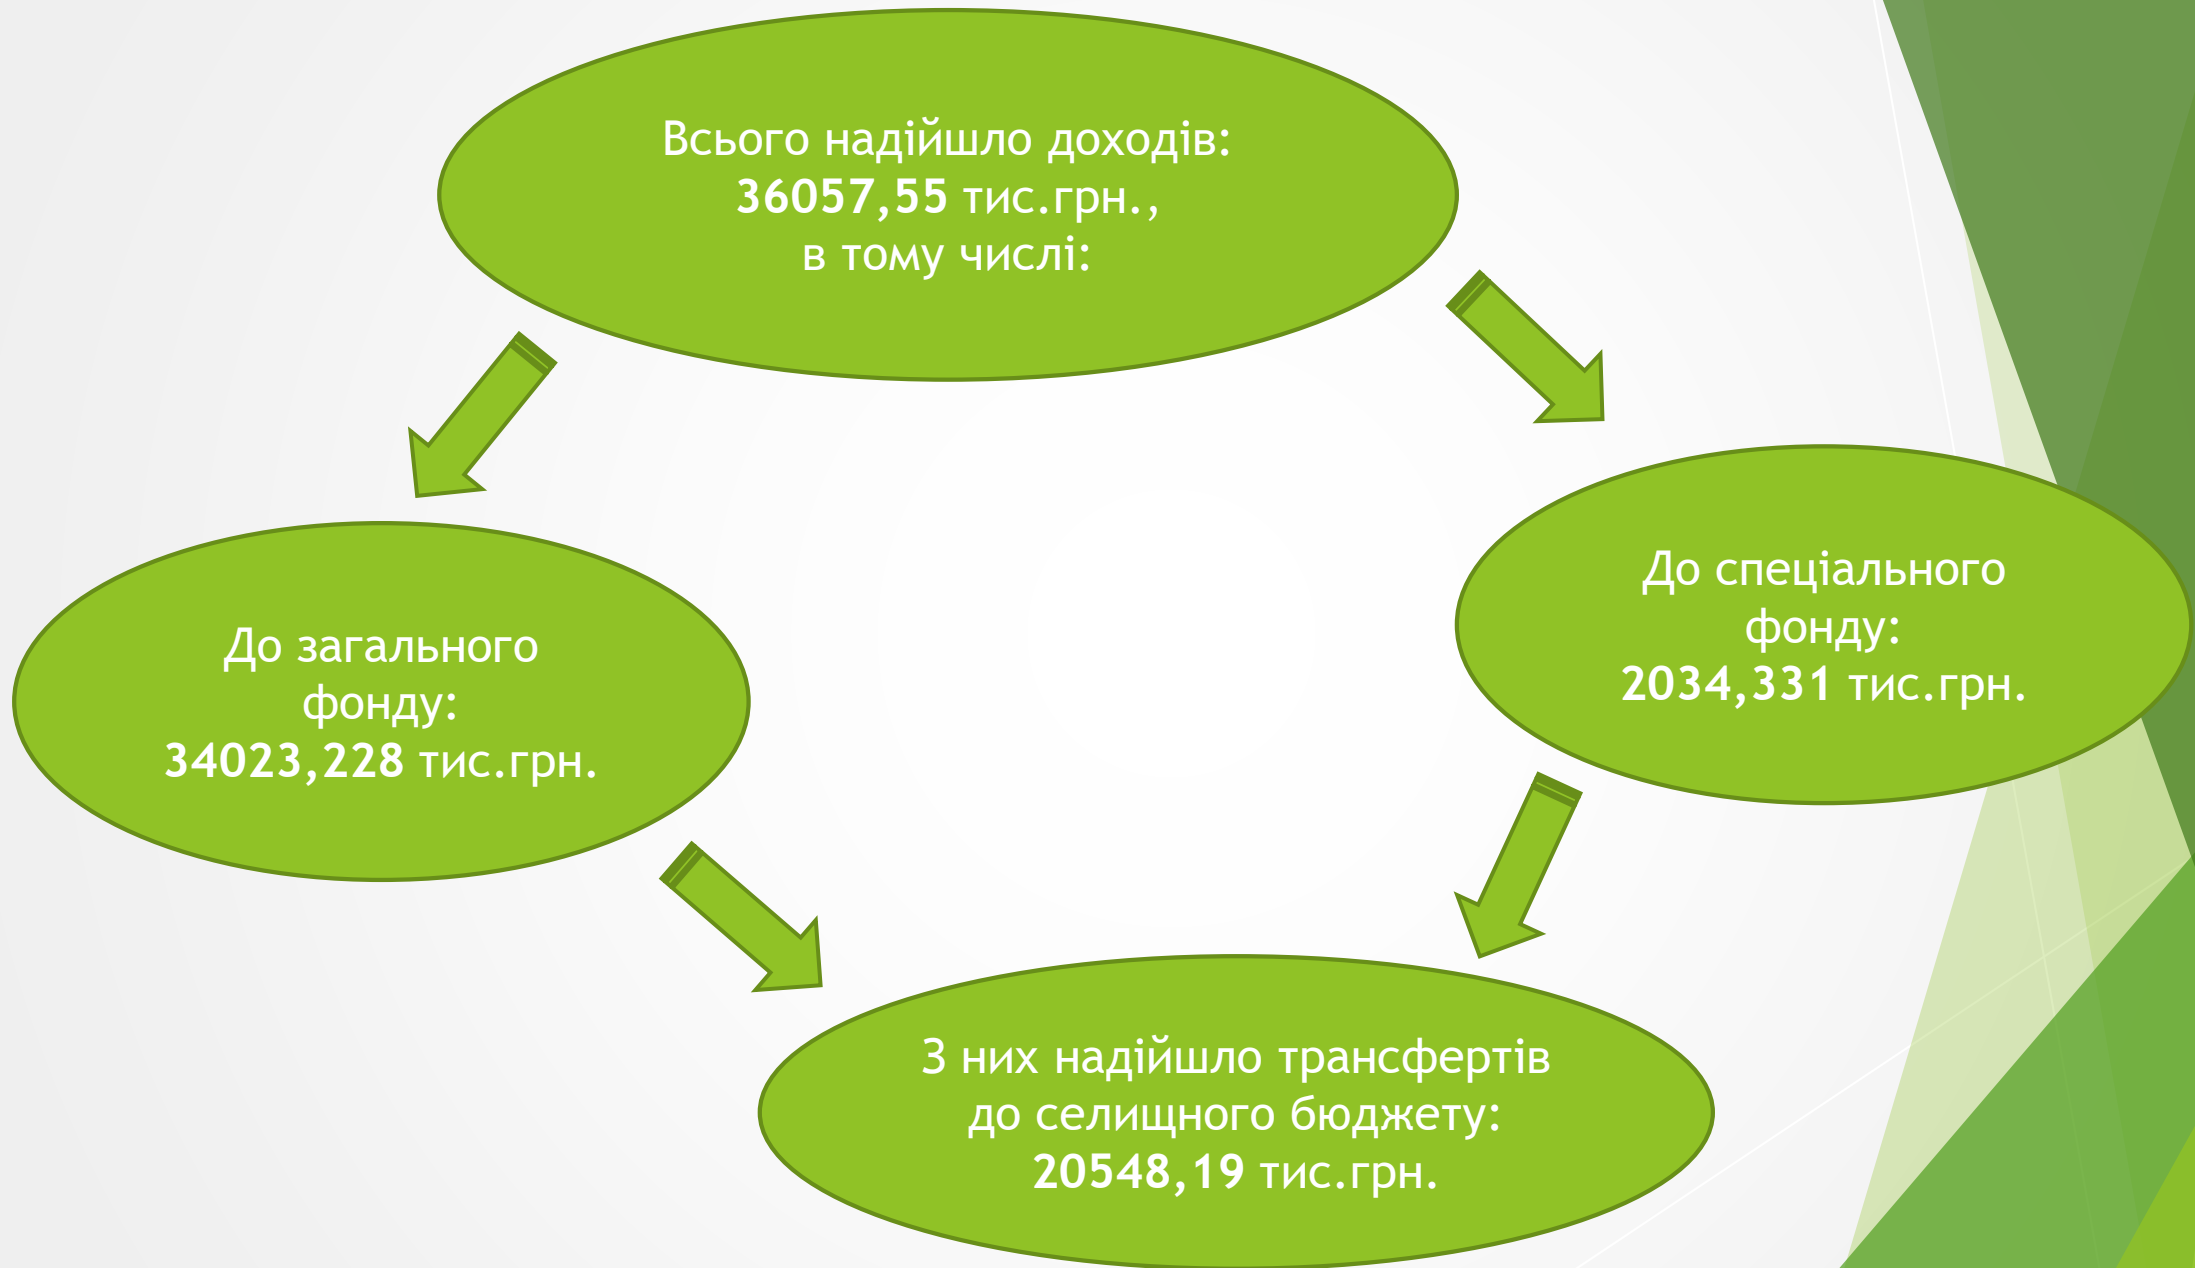 Всього надійшло доходів:
36057,55 тис.грн.,
в тому числі:
До спеціального
фонду:
2034,331 тис.грн.
До загального
фонду:
34023,228 тис.грн.
З них надійшло трансфертів
до селищного бюджету:
20548,19 тис.грн.